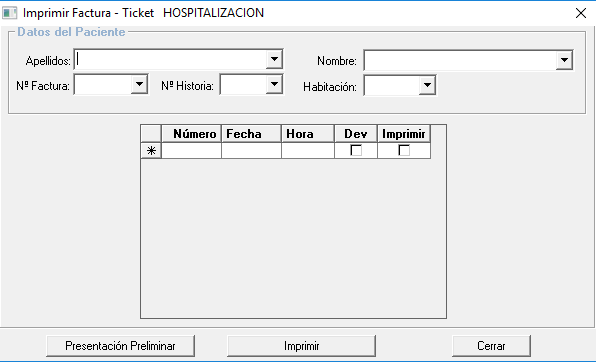 Imprimir Factura - Ticket HOSPITALIZACION
Datos del Paciente
Apellidos: Nombre:
Nº Factura: Nº Historia: Habitación:
Número Fecha Hora Dev Imprimir
Presentación Preliminar Imprimir Cerrar